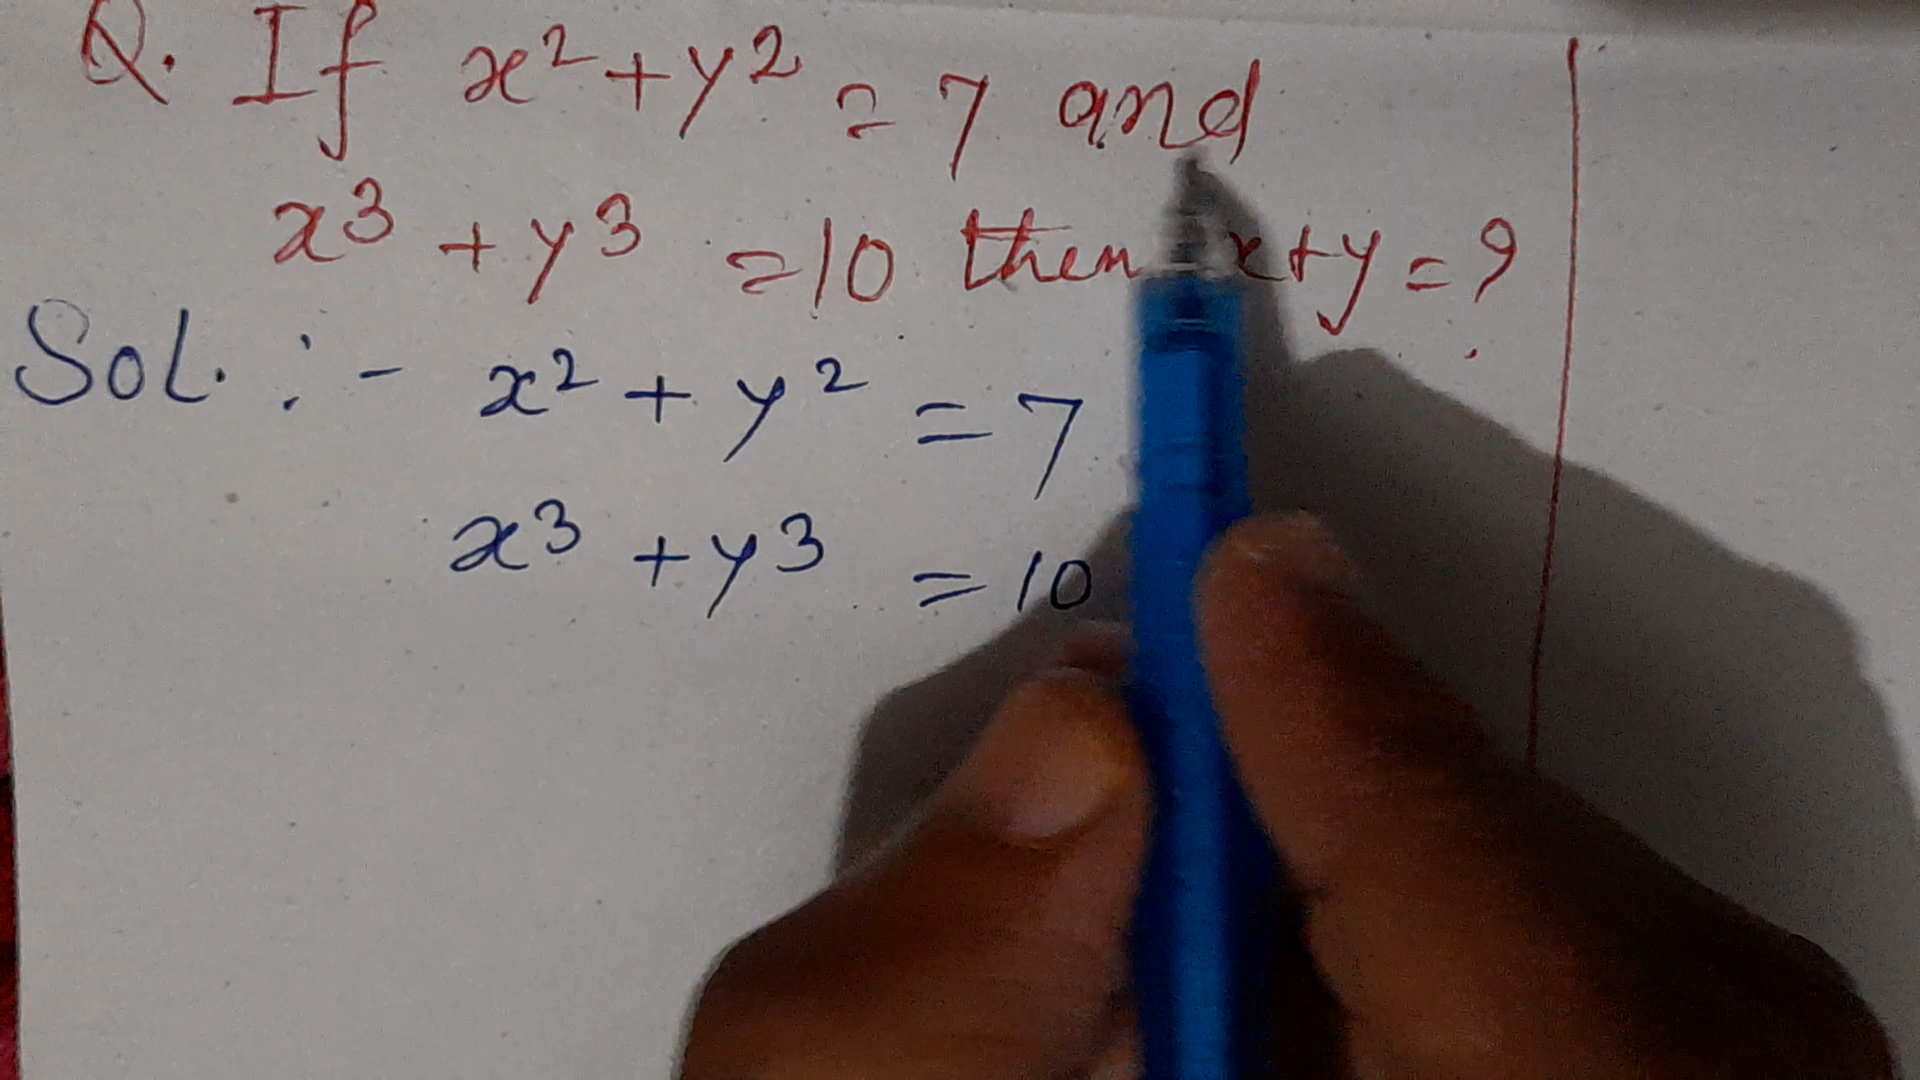 Q. If x²+y² = 7 and
x³ + y³ = 10 then x+y = ?
Sol. :- x² + y² = 7
x³ + y³ = 10